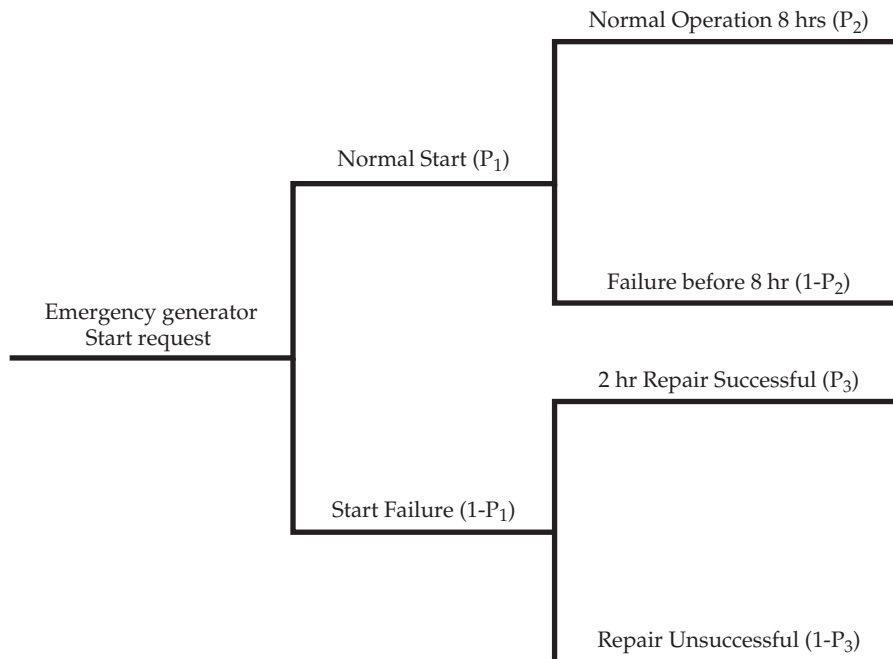 Normal Operation 8 hrs (P₂)
Normal Start (P₁)
Failure before 8 hr (1-P₂)
Emergency generator
Start request
2 hr Repair Successful (P₃)
Start Failure (1-P₁)
Repair Unsuccessful (1-P₃)